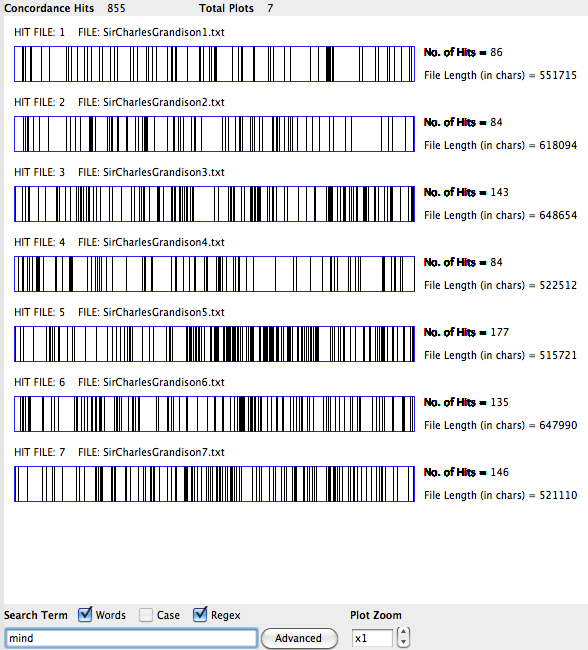 Concordance Hits 855 Total Plots 7
HIT FILE: 1 FILE: SirCharlesGrandison1.txt
No. of Hits = 86
File Length (in chars) = 551715
HIT FILE: 2 FILE: SirCharlesGrandison2.txt
No. of Hits = 84
File Length (in chars) = 618094
HIT FILE: 3 FILE: SirCharlesGrandison3.txt
No. of Hits = 143
File Length (in chars) = 648654
HIT FILE: 4 FILE: SirCharlesGrandison4.txt
No. of Hits = 84
File Length (in chars) = 522512
HIT FILE: 5 FILE: SirCharlesGrandison5.txt
No. of Hits = 177
File Length (in chars) = 515721
HIT FILE: 6 FILE: SirCharlesGrandison6.txt
No. of Hits = 135
File Length (in chars) = 647990
HIT FILE: 7 FILE: SirCharlesGrandison7.txt
No. of Hits = 146
File Length (in chars) = 521110
Search Term Words Case Regex Plot Zoom
mind Advanced x1